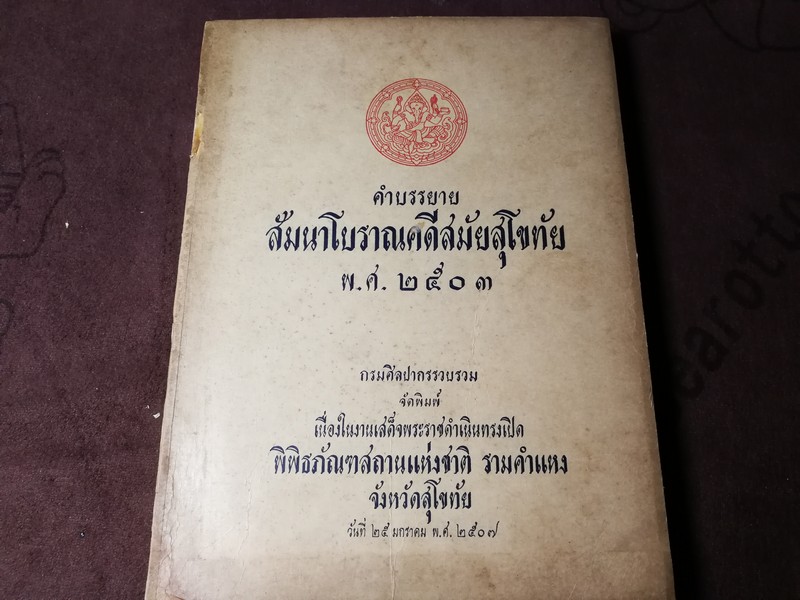 คำบรรยาย
สัมนาโบราณคดีสมัยสุโขทัย
พ.ศ. ๒๕๐๓
กรมศิลปากรรวบรวม
จัดพิมพ์
เนื่องในงานเสด็จพระราชดำเนินทรงเปิด
พิพิธภัณฑสถานแห่งชาติ รามคำแหง
จังหวัดสุโขทัย
วันที่ ๒๕ มกราคม พ.ศ. ๒๕๐๗